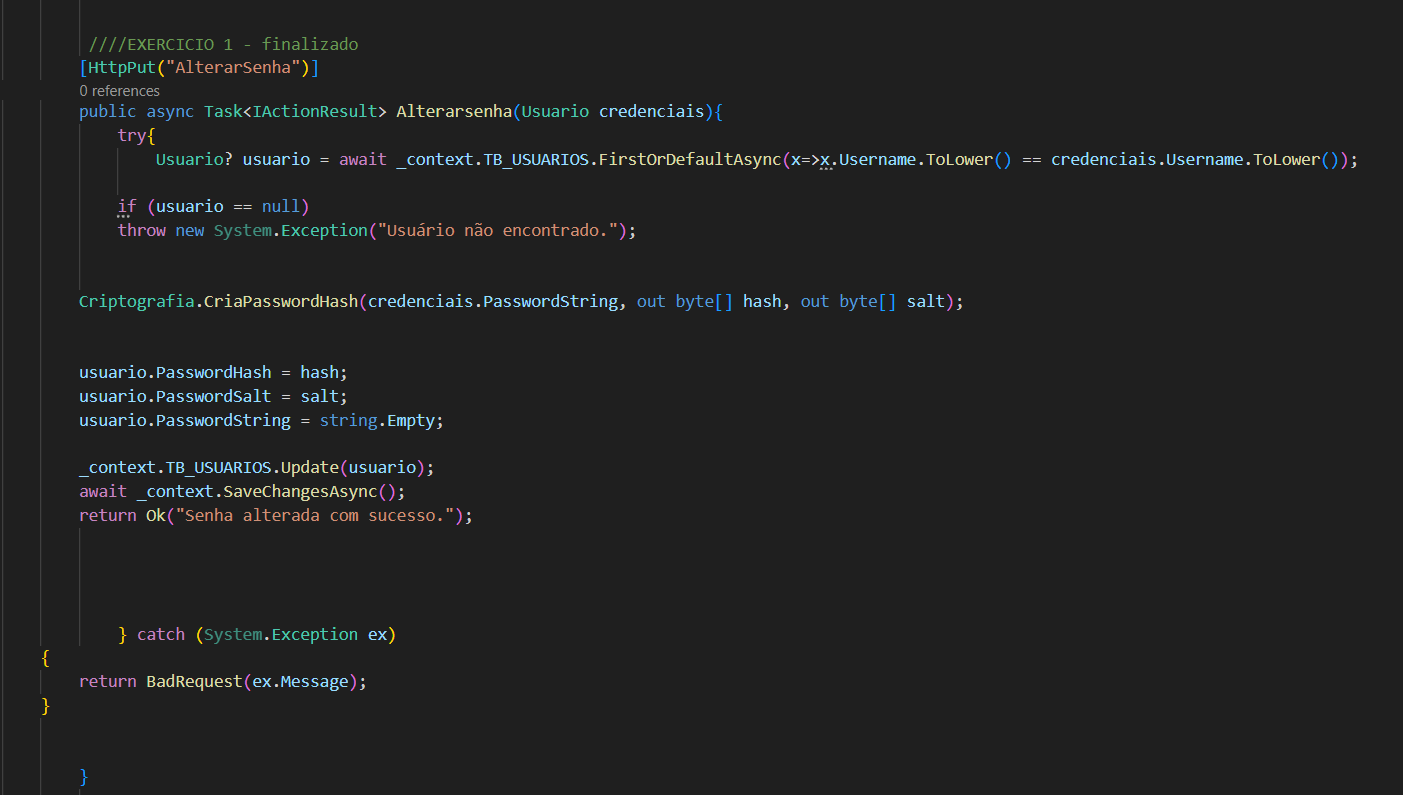 ////EXERCICIO 1 - finalizado
[HttpPut("AlterarSenha")]
0 references
public async Task<IActionResult> Alterarsenha(Usuario credenciais){
try{
Usuario? usuario = await _context.TB_USUARIOS.FirstOrDefaultAsync(x=>x.Username.ToLower() == credenciais.Username.ToLower());
if (usuario == null)
throw new System.Exception("Usuário não encontrado.");
Criptografia.CriaPasswordHash(credenciais.PasswordString, out byte[] hash, out byte[] salt);
usuario.PasswordHash = hash;
usuario.PasswordSalt = salt;
usuario.PasswordString = string.Empty;
_context.TB_USUARIOS.Update(usuario);
await _context.SaveChangesAsync();
return Ok("Senha alterada com sucesso.");
} catch (System.Exception ex)
{
return BadRequest(ex.Message);
}
}